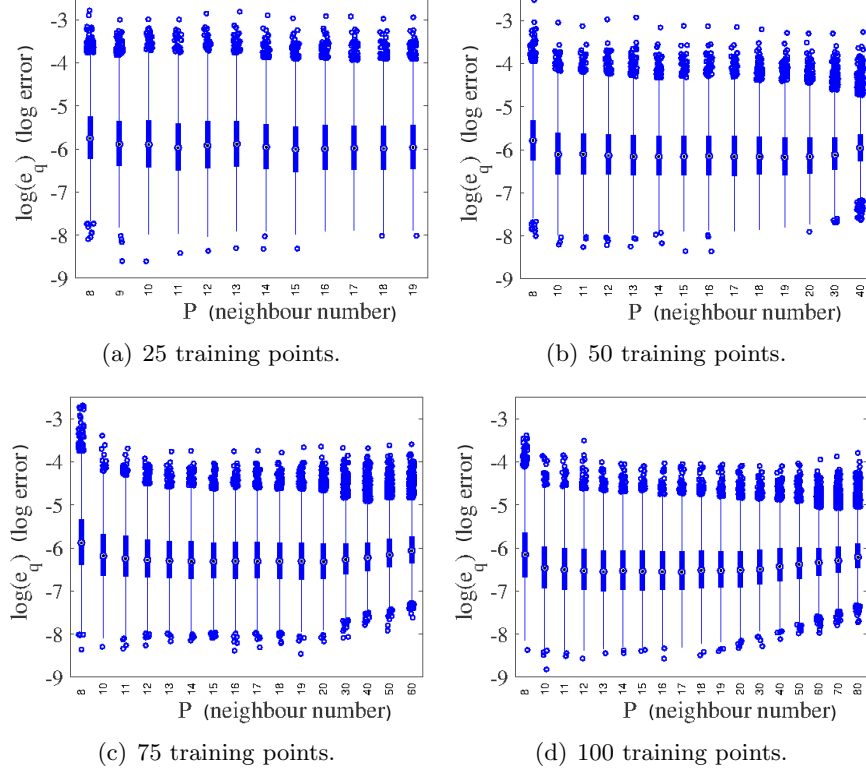 -3
-4
-5
-6
-7
-8
-9
log(e_q) (log error)
8 9 10 11 12 13 14 15 16 17 18 19
P (neighbour number)
(a) 25 training points.
-3
-4
-5
-6
-7
-8
-9
log(e_q) (log error)
8 10 11 12 13 14 15 16 17 18 19 20 30 40
P (neighbour number)
(b) 50 training points.
-3
-4
-5
-6
-7
-8
-9
log(e_q) (log error)
8 10 11 12 13 14 15 16 17 18 19 20 30 40 50 60
P (neighbour number)
(c) 75 training points.
-3
-4
-5
-6
-7
-8
-9
log(e_q) (log error)
8 10 11 12 13 14 15 16 17 18 19 20 30 40 50 60 70 80
P (neighbour number)
(d) 100 training points.